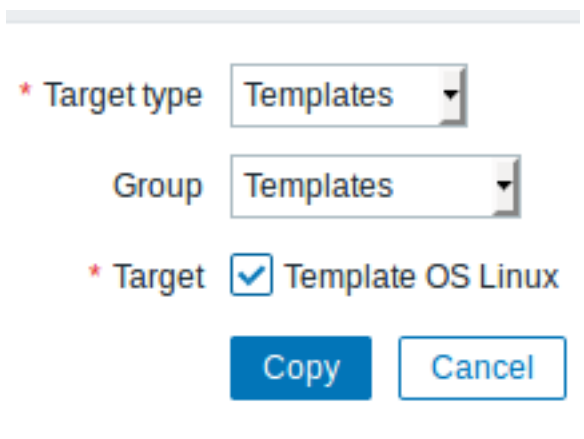 * Target type Templates
Group Templates
* Target Template OS Linux
Copy Cancel